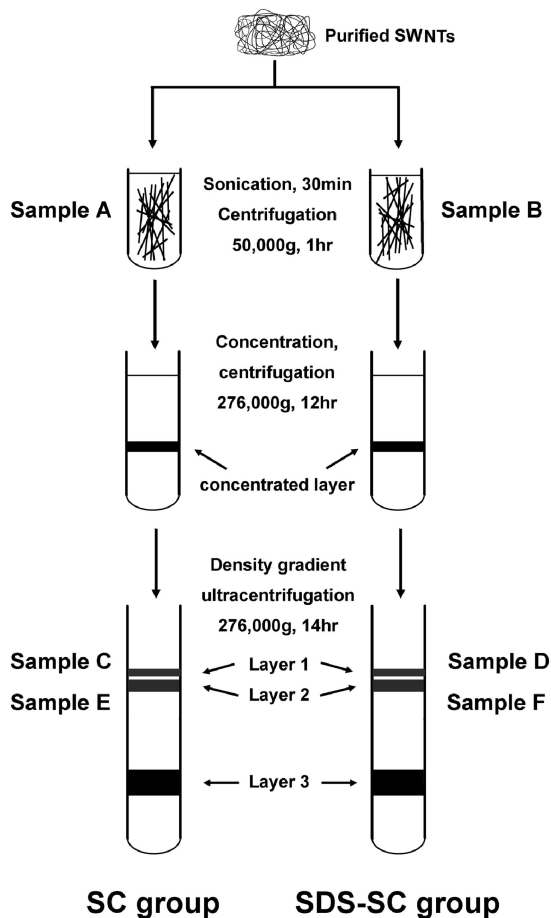 Purified SWNTs
Sample A
Sonication, 30min
Centrifugation
50,000g, 1hr
Sample B
Concentration,
centrifugation
276,000g, 12hr
concentrated layer
Density gradient
ultracentrifugation
276,000g, 14hr
Sample C
Layer 1
Sample D
Sample E
Layer 2
Sample F
Layer 3
SC group
SDS-SC group